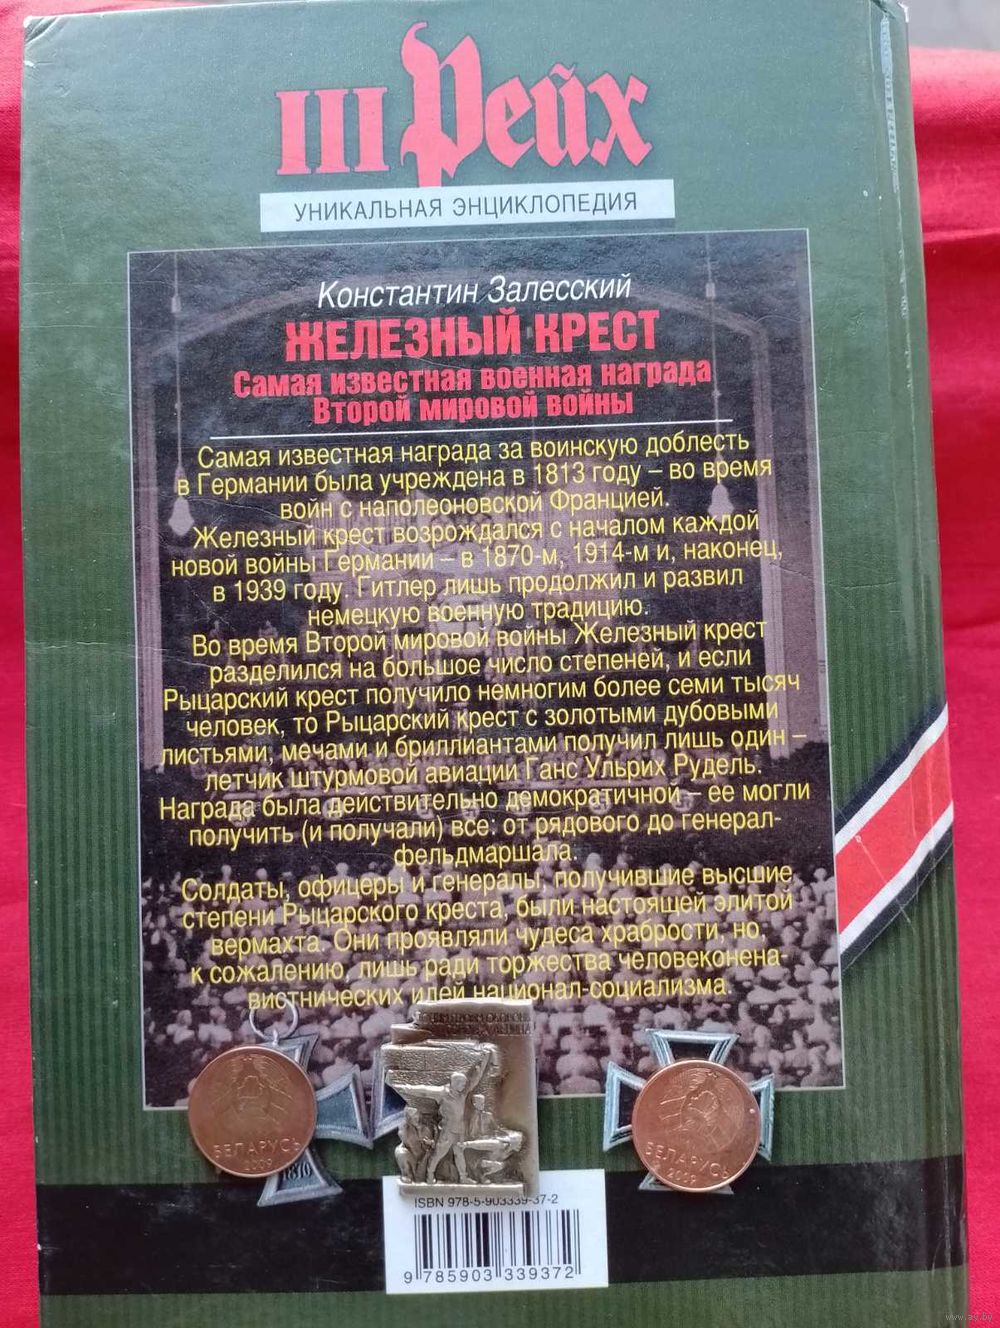 III Рейх
УНИКАЛЬНАЯ ЭНЦИКЛОПЕДИЯ
Константин Залесский
ЖЕЛЕЗНЫЙ КРЕСТ
Самая известная военная награда
Второй мировой войны
Самая известная награда за воинскую доблесть
в Германии была учреждена в 1813 году – во время
войн с наполеоновской Францией.
Железный крест возрождался с началом каждой
новой войны Германии – в 1870-м, 1914-м и, наконец,
в 1939 году. Гитлер лишь продолжил и развил
немецкую военную традицию.
Во время Второй мировой войны Железный крест
разделился на большое число степеней, и если
Рыцарский крест получило немногим более семи тысяч
человек, то Рыцарский крест с золотыми дубовыми
листьями, мечами и бриллиантами получил лишь один –
летчик штурмовой авиации Ганс Ульрих Рудель.
Награда была действительно демократичной – ее могли
получить (и получали) все: от рядового до генерал-
фельдмаршала.
Солдаты, офицеры и генералы, получившие высшие
степени Рыцарского креста, были настоящей элитой
вермахта. Они проявляли чудеса храбрости, но,
к сожалению, лишь ради торжества человеконена-
вистнических идей национал-социализма.
БЕЛАРУСЬ
2009
1870
БЕЛАРУСЬ
2009
ISBN 978-5-903339-37-2
9 785903 339372
www.ay.by